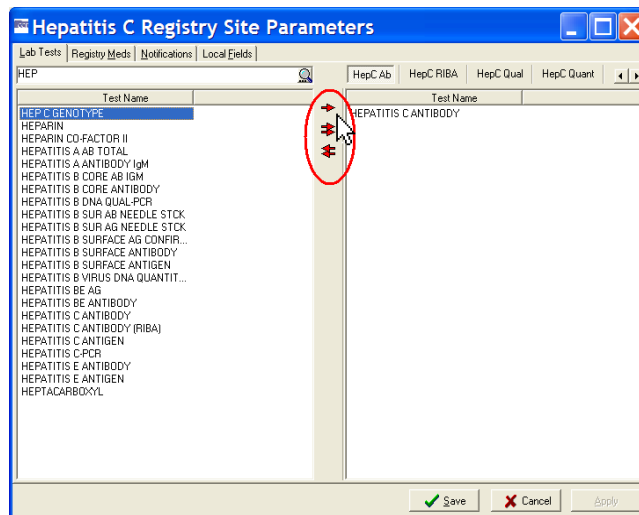 Hepatitis C Registry Site Parameters
Lab Tests Registry Meds Notifications Local Fields
HEP
HepC Ab HepC RIBA HepC Qual HepC Quant
Test Name
HEP C GENOTYPE
HEPARIN
HEPARIN CO-FACTOR II
HEPATITIS A AB TOTAL
HEPATITIS A ANTIBODY IgM
HEPATITIS B CORE AB IGM
HEPATITIS B CORE ANTIBODY
HEPATITIS B DNA QUAL-PCR
HEPATITIS B SUR AB NEEDLE STCK
HEPATITIS B SUR AG NEEDLE STCK
HEPATITIS B SURFACE AG CONFIR...
HEPATITIS B SURFACE ANTIBODY
HEPATITIS B SURFACE ANTIGEN
HEPATITIS B VIRUS DNA QUANTIT...
HEPATITIS BE AG
HEPATITIS BE ANTIBODY
HEPATITIS C ANTIBODY
HEPATITIS C ANTIBODY (RIBA)
HEPATITIS C ANTIGEN
HEPATITIS C-PCR
HEPATITIS E ANTIBODY
HEPATITIS E ANTIGEN
HEPTACARBOXYL
Test Name
HEPATITIS C ANTIBODY
Save Cancel Apply